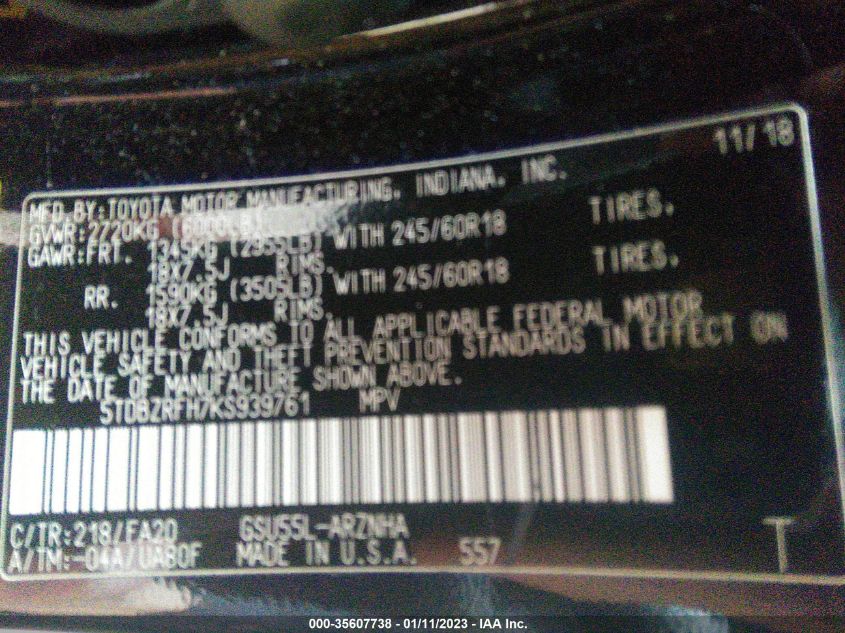 11/18
MFD.BY:TOYOTA MOTOR MANUFACTURING, INDIANA, INC.
GVWR:2720KG (6000LB)
GAWR:FRT. 1345KG (2955LB) WITH 245/60R18 TIRES,
18X7.5J RIMS,
RR. 1590KG (3505LB) WITH 245/60R18 TIRES,
18X7.5J RIMS,
THIS VEHICLE CONFORMS TO ALL APPLICABLE FEDERAL MOTOR
VEHICLE SAFETY AND THEFT PREVENTION STANDARDS IN EFFECT ON
THE DATE OF MANUFACTURE SHOWN ABOVE.
5TDBZRFH7KS939761 MPV
C/TR:218/FA20 GSU55L-ARZNHA
A/TM:-04A/UA80F MADE IN U.S.A. 557 T
000-35607738 - 01/11/2023 - IAA Inc.